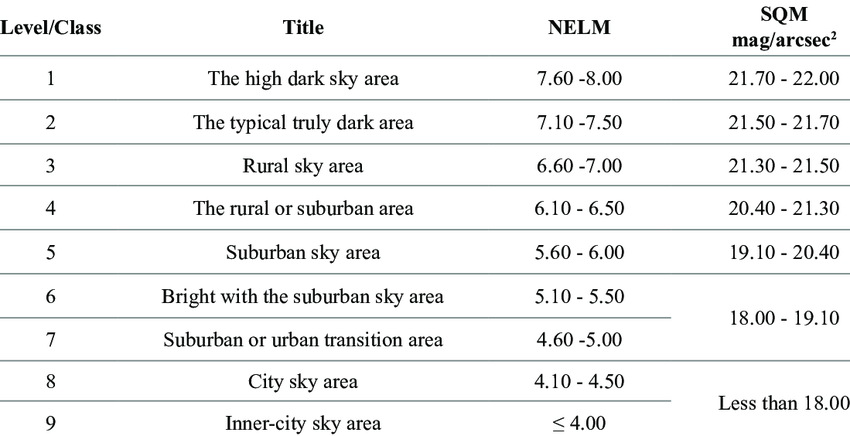 Level/Class Title NELM SQM
mag/arcsec²
1 The high dark sky area 7.60 -8.00 21.70 - 22.00
2 The typical truly dark area 7.10 -7.50 21.50 - 21.70
3 Rural sky area 6.60 -7.00 21.30 - 21.50
4 The rural or suburban area 6.10 - 6.50 20.40 - 21.30
5 Suburban sky area 5.60 - 6.00 19.10 - 20.40
6 Bright with the suburban sky area 5.10 - 5.50
18.00 - 19.10
7 Suburban or urban transition area 4.60 -5.00
8 City sky area 4.10 - 4.50
Less than 18.00
9 Inner-city sky area ≤ 4.00